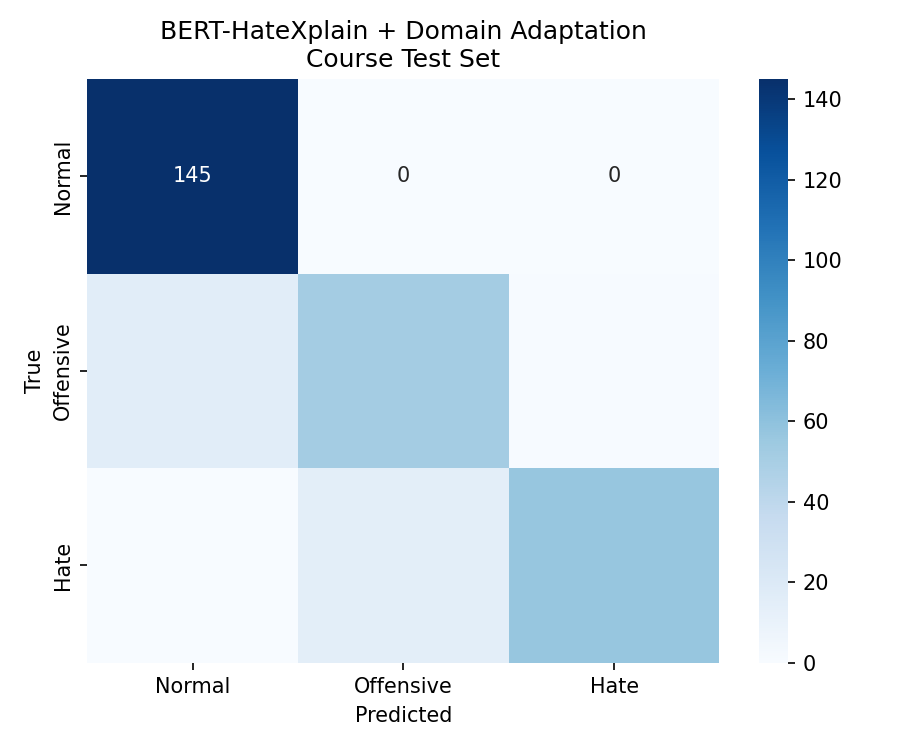 BERT-HateXplain + Domain Adaptation
Course Test Set
Normal
145
0
0
Offensive
Hate
True
Normal
Offensive
Hate
Predicted
140
120
100
80
60
40
20
0